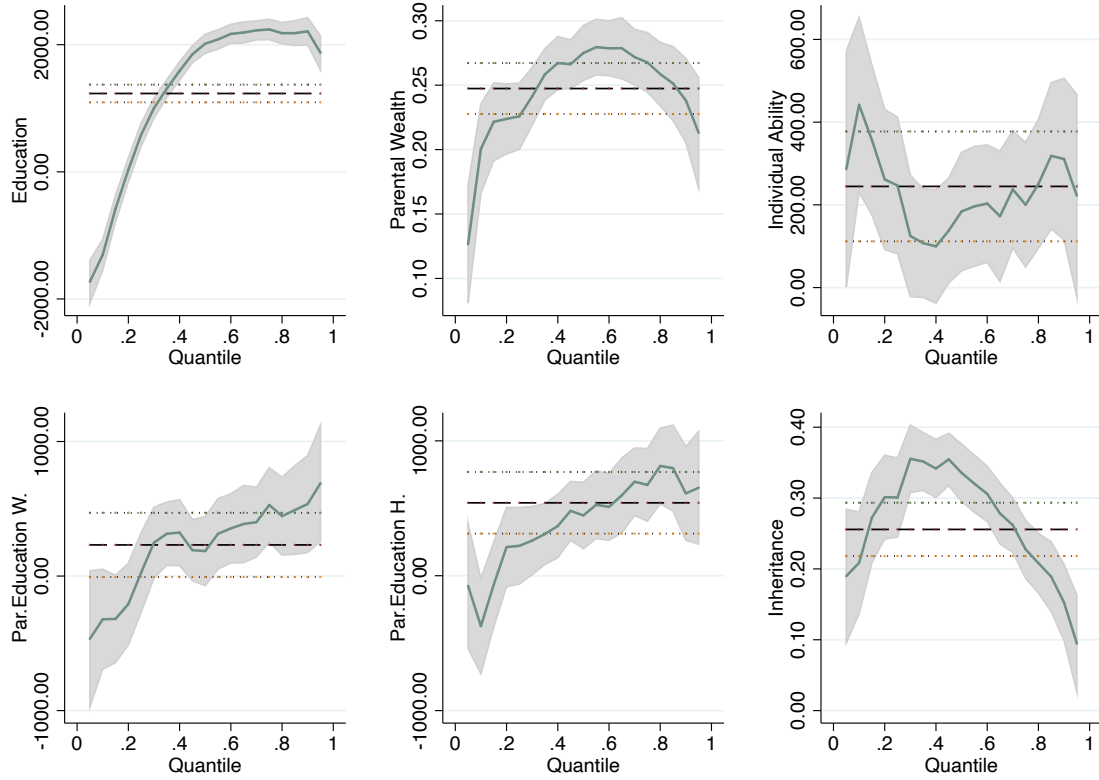 Education
-2000.00 0.00 2000.00
0 .2 .4 .6 .8 1
Quantile
Parental Wealth
0.10 0.15 0.20 0.25 0.30
0 .2 .4 .6 .8 1
Quantile
Individual Ability
0.00 200.00 400.00 600.00
0 .2 .4 .6 .8 1
Quantile
Par.Education W.
-1000.00 0.00 1000.00
0 .2 .4 .6 .8 1
Quantile
Par.Education H.
-1000.00 0.00 1000.00
0 .2 .4 .6 .8 1
Quantile
Inheritance
0.00 0.10 0.20 0.30 0.40
0 .2 .4 .6 .8 1
Quantile